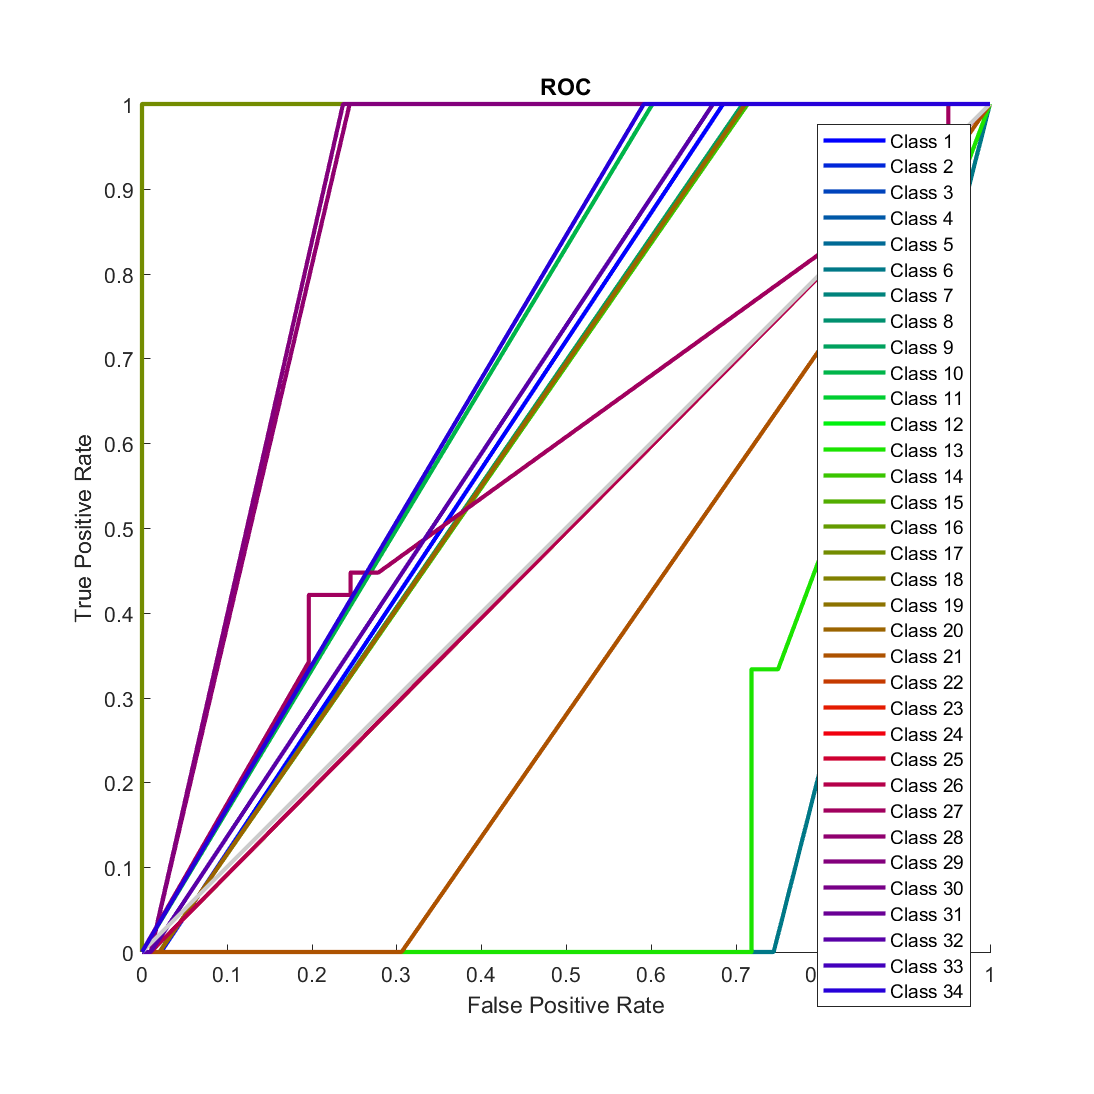 ROC
True Positive Rate
1
0.9
0.8
0.7
0.6
0.5
0.4
0.3
0.2
0.1
0
Class 1
Class 2
Class 3
Class 4
Class 5
Class 6
Class 7
Class 8
Class 9
Class 10
Class 11
Class 12
Class 13
Class 14
Class 15
Class 16
Class 17
Class 18
Class 19
Class 20
Class 21
Class 22
Class 23
Class 24
Class 25
Class 26
Class 27
Class 28
Class 29
Class 30
Class 31
Class 32
Class 33
Class 34
0 0.1 0.2 0.3 0.4 0.5 0.6 0.7 1
False Positive Rate